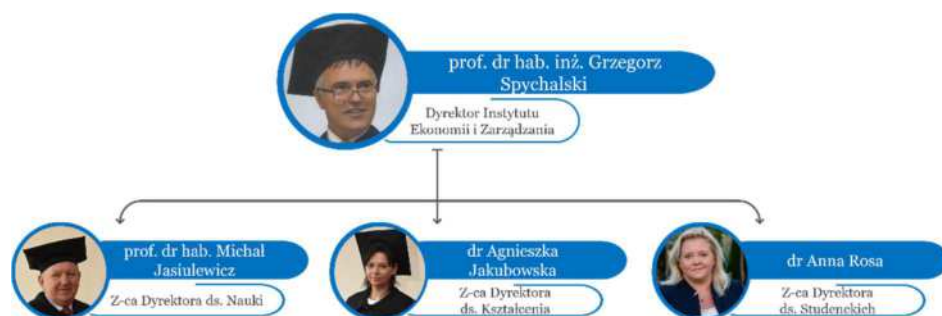 prof. dr hab. inż. Grzegorz
Spychalski
Dyrektor Instytutu
Ekonomii i Zarządzania
prof. dr hab. Michał
Jasiulewicz
Z-ca Dyrektora ds. Nauki
dr Agnieszka
Jakubowska
Z-ca Dyrektora
ds. Kształcenia
dr Anna Rosa
Z-ca Dyrektora
ds. Studenckich